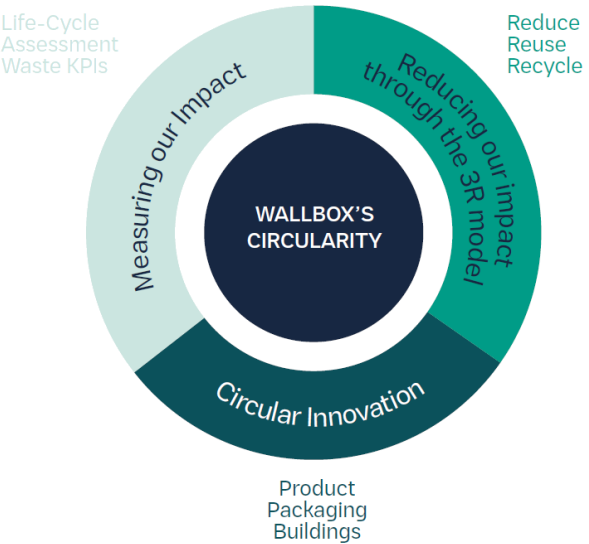 Life-Cycle
Assessment
Waste KPIs
Reduce
Reuse
Recycle
Measuring our Impact
Reducing our impact
through the 3R model
WALLBOX'S
CIRCULARITY
Circular Innovation
Product
Packaging
Buildings